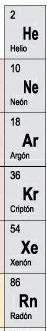 2
He
Helio
10
Ne
Neón
18
Ar
Argón
36
Kr
Criptón
54
Xe
Xenón
86
Rn
Radón